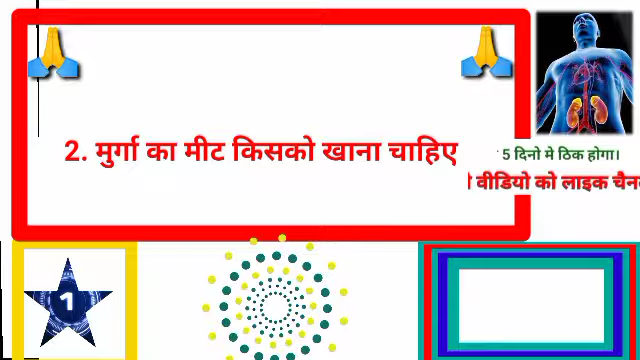 2. मुर्गा का मीट किसको खाना चाहिए
5 दिनो मे ठिक होगा।
वीडियो को लाइक
1